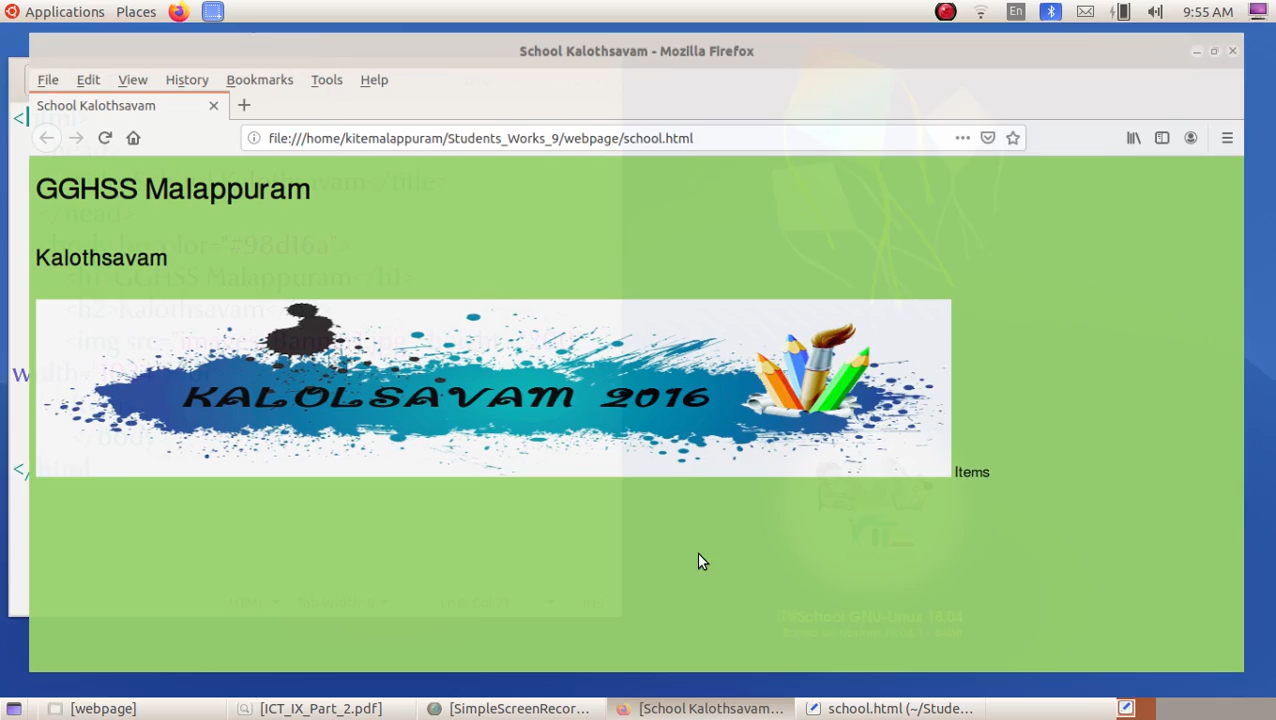 Applications Places En 9:55 AM
School Kalothsavam - Mozilla Firefox
File Edit View History Bookmarks Tools Help
School Kalothsavam
file:///home/kitemalappuram/Students_Works_9/webpage/school.html
GGHSS Malappuram
Kalothsavam
KALOLSAVAM 2016
Items
[webpage] [ICT_IX_Part_2.pdf] [SimpleScreenRecor... [School Kalothsavam... school.html (~/Stude...